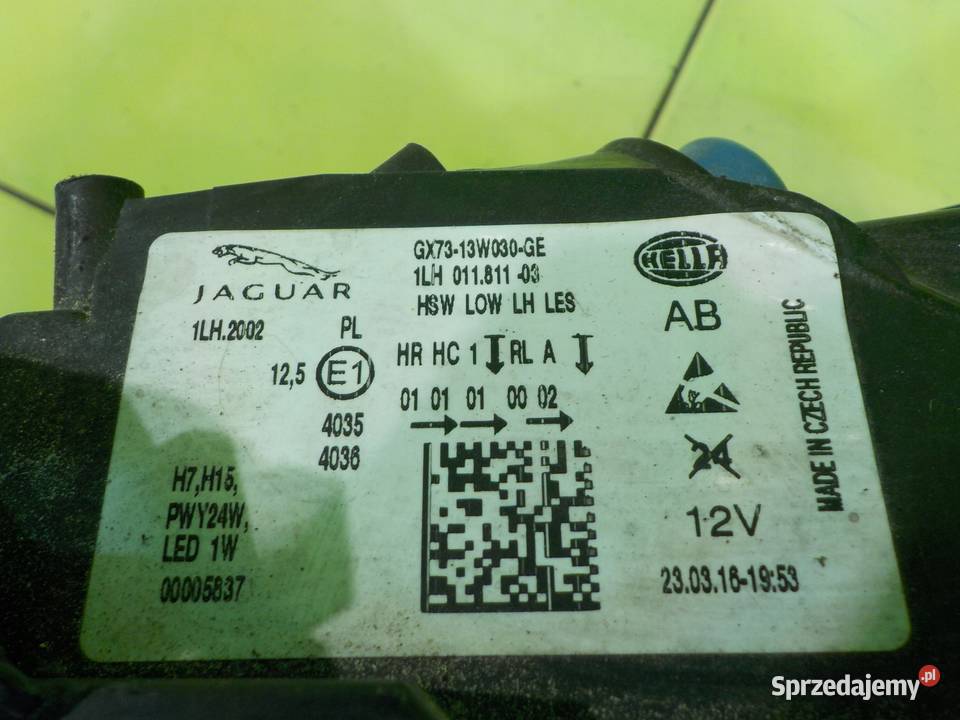 JAGUAR
GX73-13W030-GE
1LH 011.811-03
HSW LOW LH LES
HELLA
AB
1LH.2002 PL
12,5 E1
4035
4036
HR HC 1 RL A
01 01 01 00 02
H7,H15,
PWY24W,
LED 1W
00005837
24
12V
23.03.16-19:53
MADE IN CZECH REPUBLIC
Sprzedajemy.pl